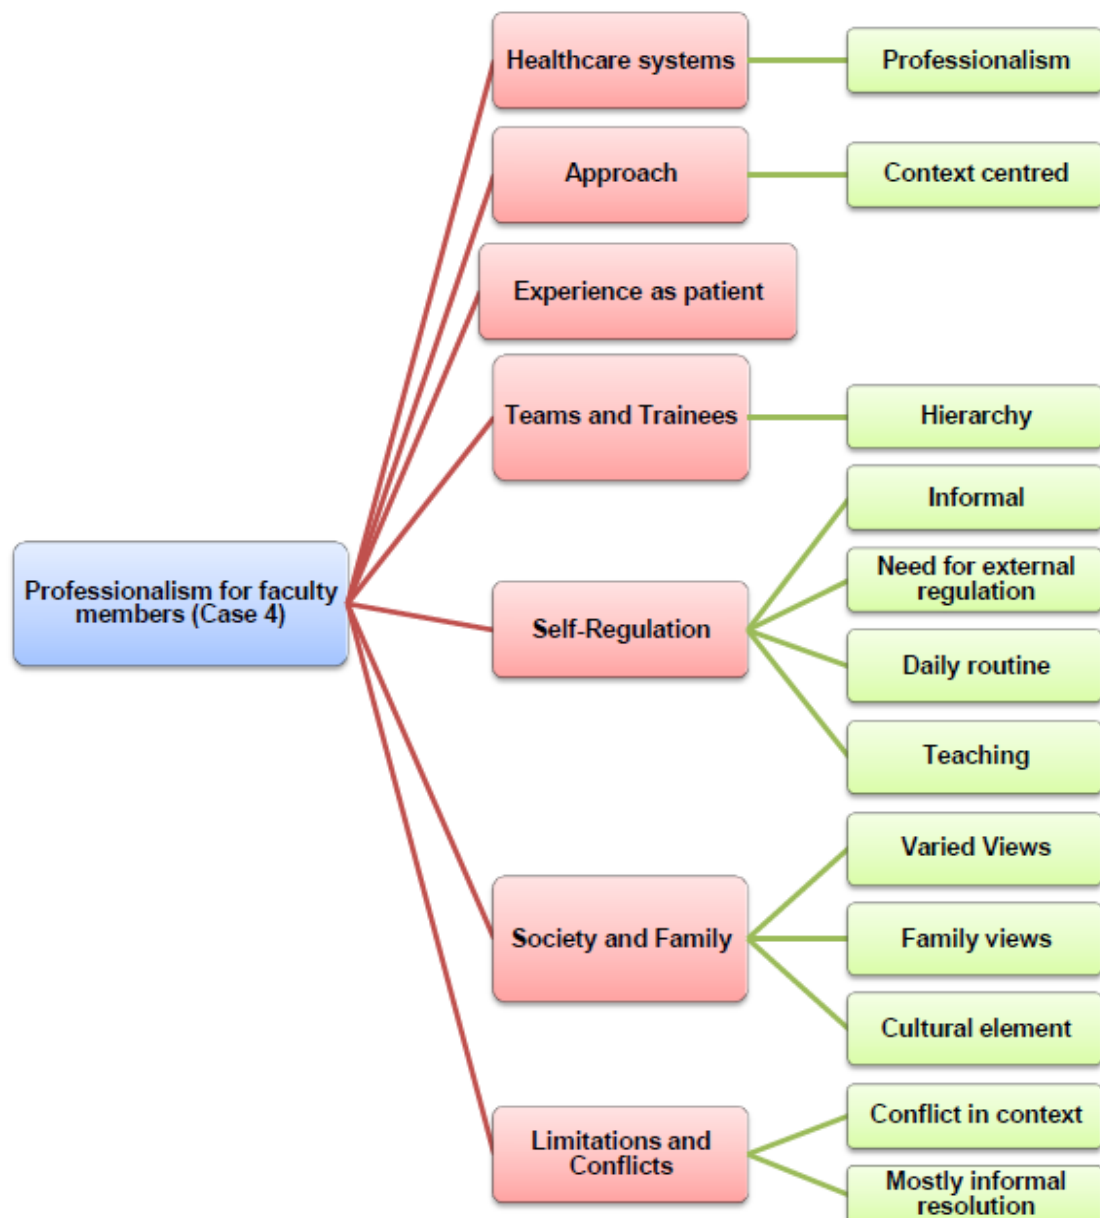 Healthcare systems
Professionalism
Approach
Context centred
Experience as patient
Teams and Trainees
Hierarchy
Professionalism for faculty
members (Case 4)
Self-Regulation
Informal
Need for external
regulation
Daily routine
Teaching
Society and Family
Varied Views
Family views
Cultural element
Limitations and
Conflicts
Conflict in context
Mostly informal
resolution